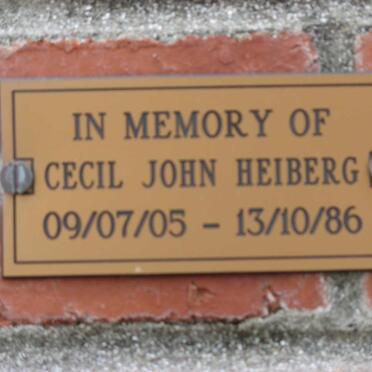 IN MEMORY OF
CECIL JOHN HEIBERG
09/07/05 – 13/10/86